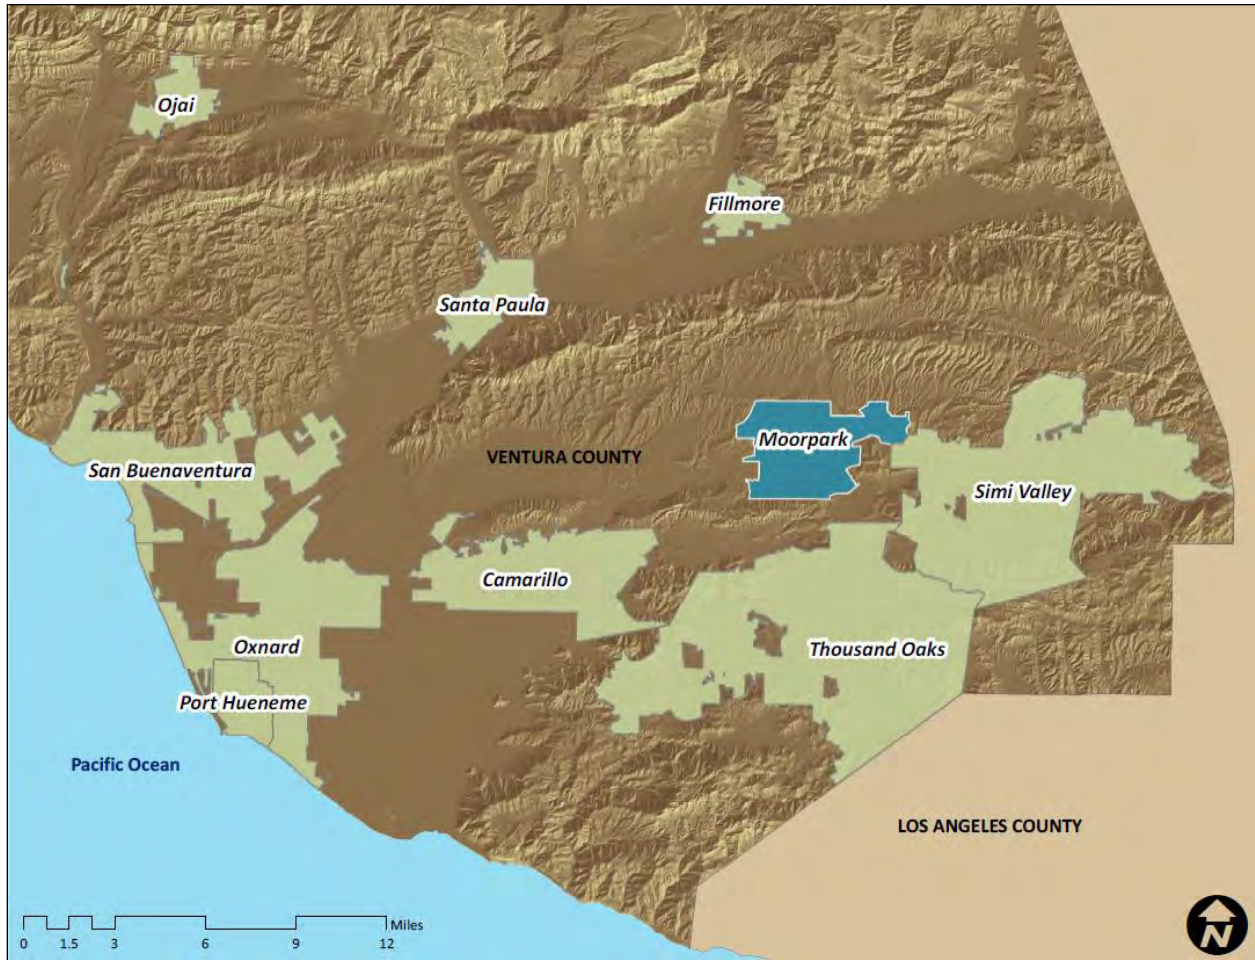 Ojai
Fillmore
Santa Paula
Moorpark
San Buenaventura
VENTURA COUNTY
Simi Valley
Camarillo
Oxnard
Thousand Oaks
Port Hueneme
Pacific Ocean
LOS ANGELES COUNTY
Miles
0 1.5 3 6 9 12
N